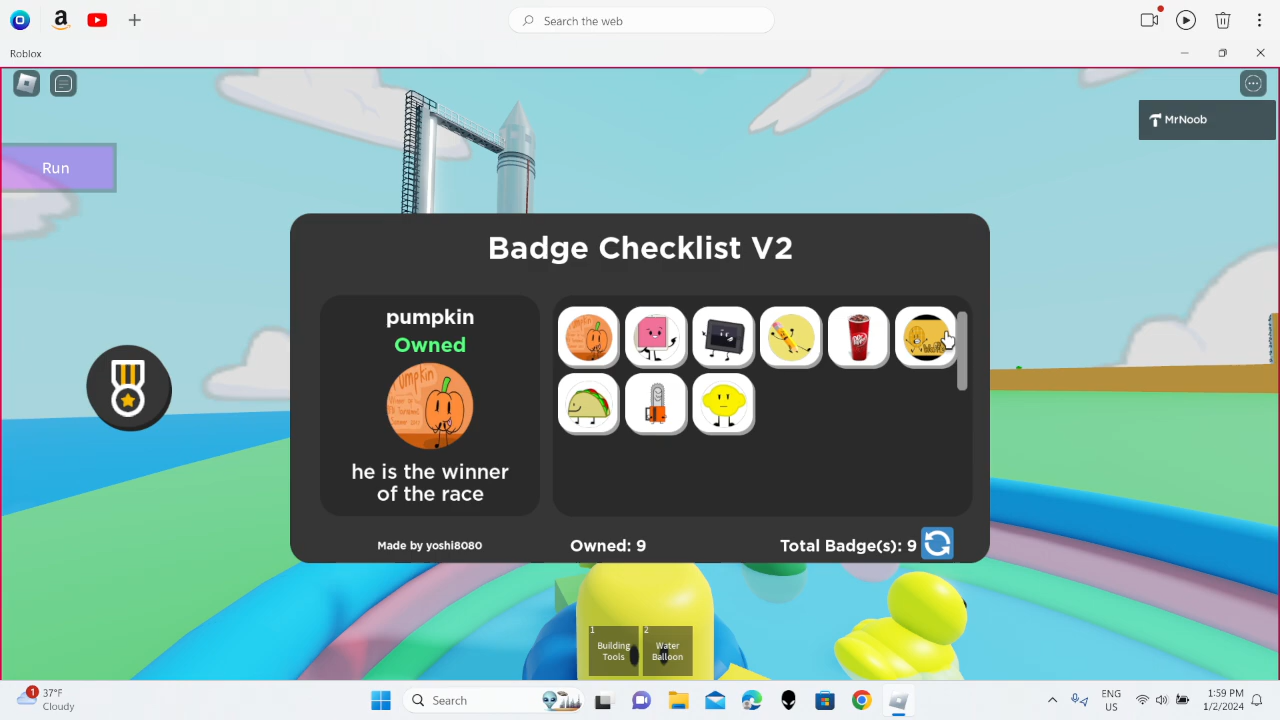 Search the web
Roblox
MrNoob
Run
Badge Checklist V2
pumpkin
Owned
he is the winner
of the race
Made by yoshi8080
Owned: 9
Total Badge(s): 9
1
Building
Tools
2
Water
Balloon
1
37°F
Cloudy
Search
ENG
US
1:59 PM
1/2/2024